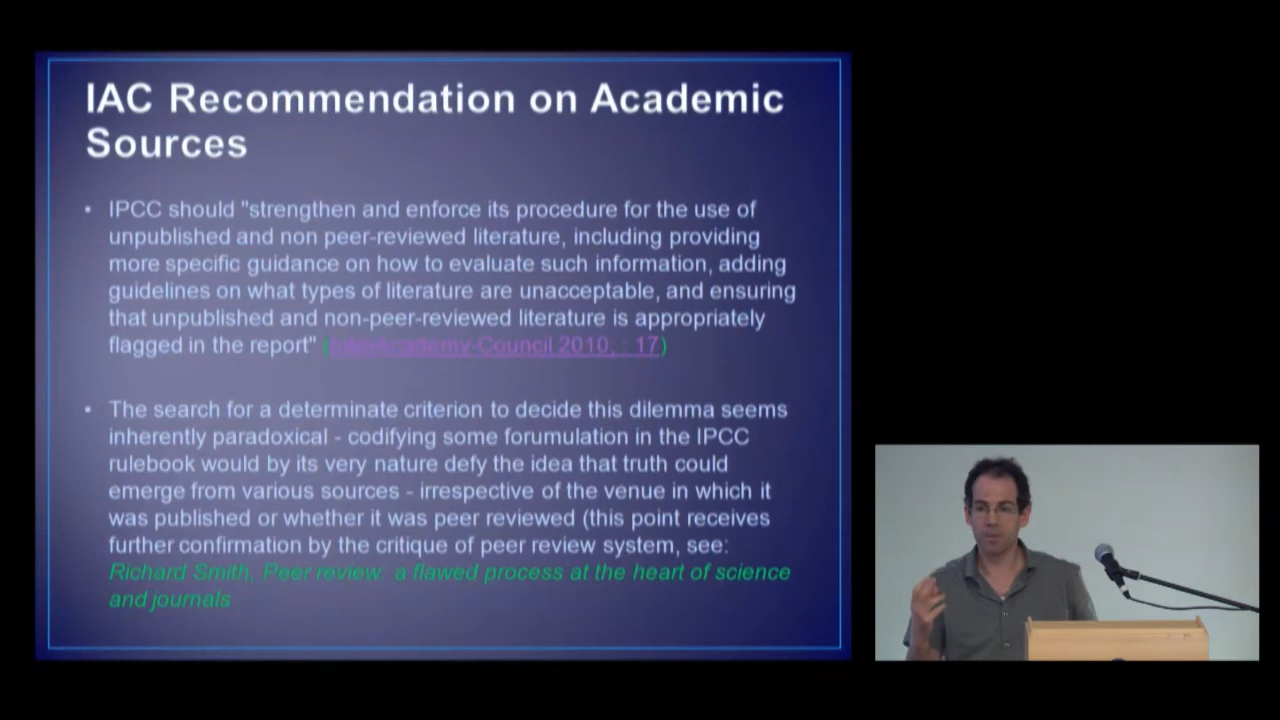 IAC Recommendation on Academic
Sources
• IPCC should "strengthen and enforce its procedure for the use of
unpublished and non peer-reviewed literature, including providing
more specific guidance on how to evaluate such information, adding
guidelines on what types of literature are unacceptable, and ensuring
that unpublished and non-peer-reviewed literature is appropriately
flagged in the report" (InterAcademy-Council 2010, : 17)
• The search for a determinate criterion to decide this dilemma seems
inherently paradoxical - codifying some forumulation in the IPCC
rulebook would by its very nature defy the idea that truth could
emerge from various sources - irrespective of the venue in which it
was published or whether it was peer reviewed (this point receives
further confirmation by the critique of peer review system, see:
Richard Smith, Peer review: a flawed process at the heart of science
and journals